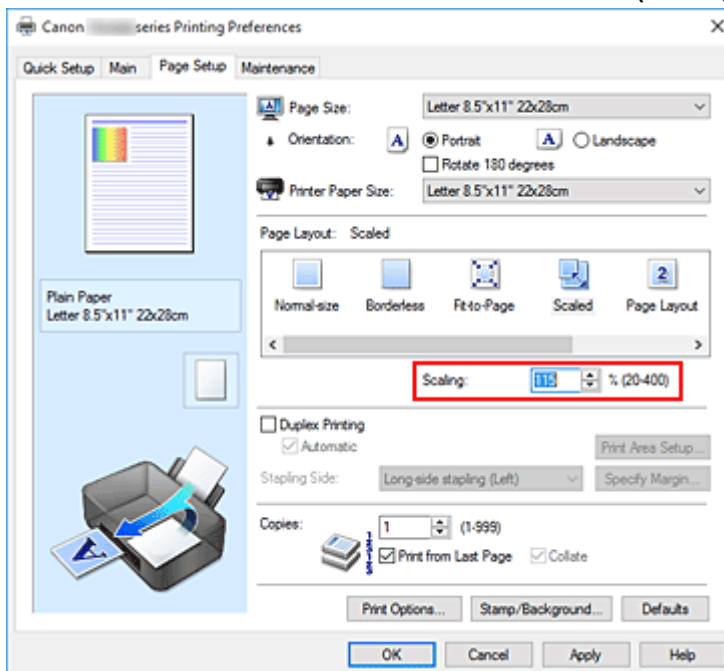 Canon series Printing Preferences
Quick Setup Main Page Setup Maintenance
Page Size: Letter 8.5"x11" 22x28cm
Orientation: A Portrait A Landscape
Rotate 180 degrees
Printer Paper Size: Letter 8.5"x11" 22x28cm
Page Layout: Scaled
2
Normal-size Borderless Fit-to-Page Scaled Page Layout
Plain Paper
Letter 8.5"x11" 22x28cm
Scaling: 115 % (20-400)
Duplex Printing
Automatic
Print Area Setup...
Stapling Side: Long-side stapling (Left) Specify Margin...
Copies: 1 (1-999)
Print from Last Page Collate
A
Print Options... Stamp/Background... Defaults
OK Cancel Apply Help